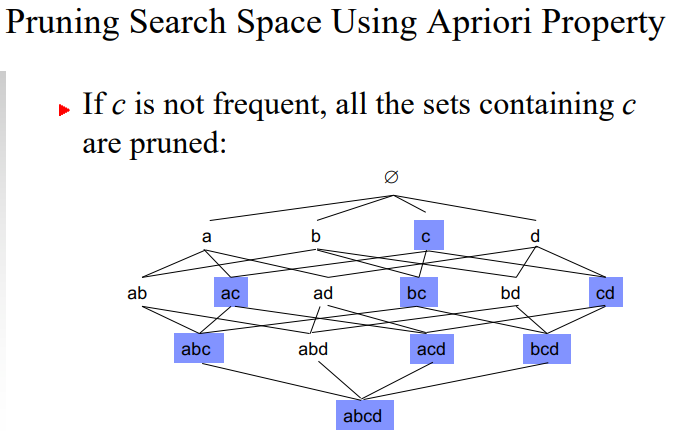 Pruning Search Space Using Apriori Property
If c is not frequent, all the sets containing c
are pruned:
∅
a b c d
ab ac ad bc bd cd
abc abd acd bcd
abcd